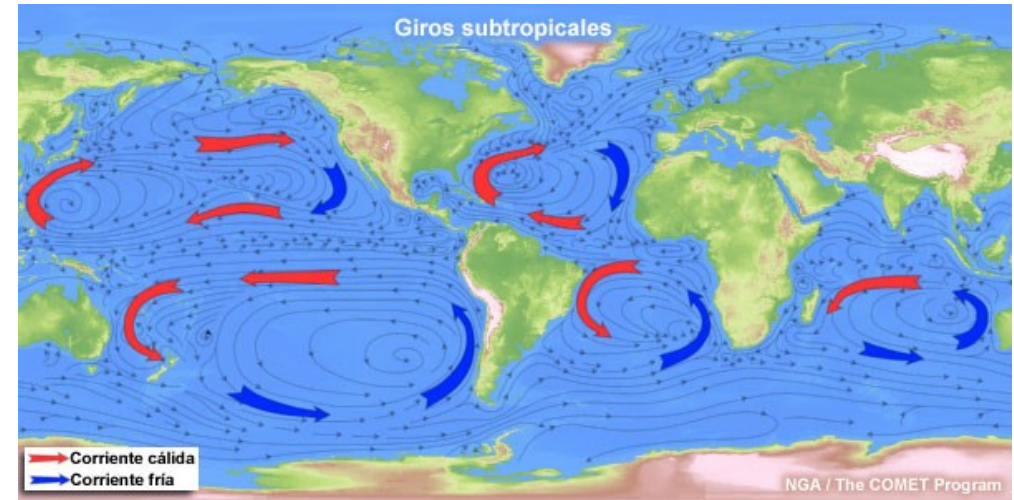 Giros subtropicales
Corriente cálida
Corriente fría
NGA / The COMET Program